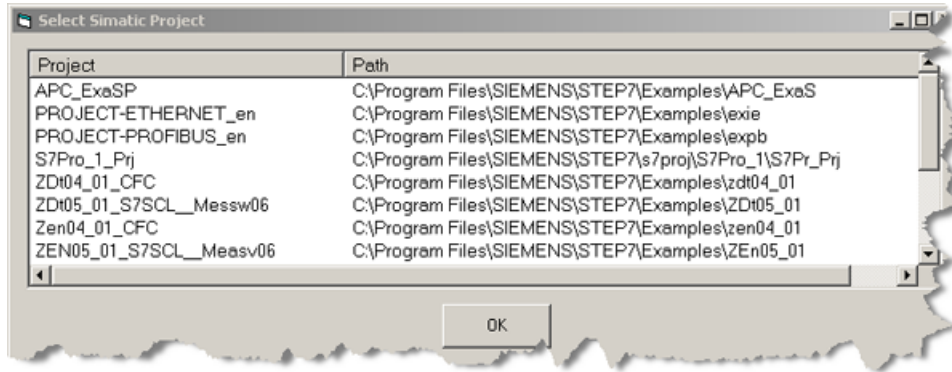 Select Simatic Project
Project Path
APC_ExaSP C:\Program Files\SIEMENS\STEP7\Examples\APC_ExaS
PROJECT-ETHERNET_en C:\Program Files\SIEMENS\STEP7\Examples\exie
PROJECT-PROFIBUS_en C:\Program Files\SIEMENS\STEP7\Examples\expb
S7Pro_1_Prj C:\Program Files\SIEMENS\STEP7\s7proj\S7Pro_1\S7Pr_Prj
ZDt04_01_CFC C:\Program Files\SIEMENS\STEP7\Examples\zdt04_01
ZDt05_01_S7SCL__Messw06 C:\Program Files\SIEMENS\STEP7\Examples\ZDt05_01
Zen04_01_CFC C:\Program Files\SIEMENS\STEP7\Examples\zen04_01
ZEN05_01_S7SCL__Measv06 C:\Program Files\SIEMENS\STEP7\Examples\ZEn05_01
OK